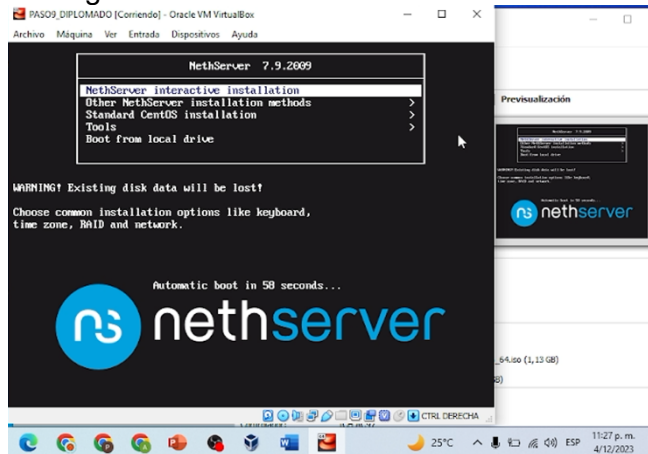 PASO9_DIPLOMADO [Corriendo] - Oracle VM VirtualBox
Archivo Máquina Ver Entrada Dispositivos Ayuda
NethServer 7.9.2009
NethServer interactive installation
Other NethServer installation methods >
Standard CentOS installation >
Tools >
Boot from local drive
WARNING! Existing disk data will be lost!
Choose common installation options like keyboard,
time zone, RAID and network.
Automatic boot in 58 seconds...
ns nethserver
CTRL DERECHA
Previsualización
ns nethserver
_64.iso (1,13 GB)
25°C
ESP
11:27 p. m.
4/12/2023